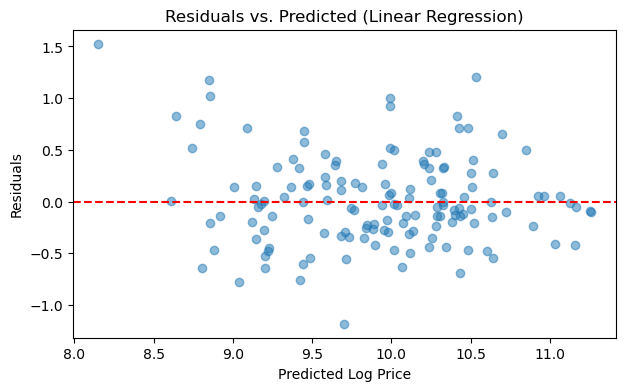 Residuals vs. Predicted (Linear Regression)
1.5
1.0
0.5
0.0
−0.5
−1.0
Residuals
8.0 8.5 9.0 9.5 10.0 10.5 11.0
Predicted Log Price